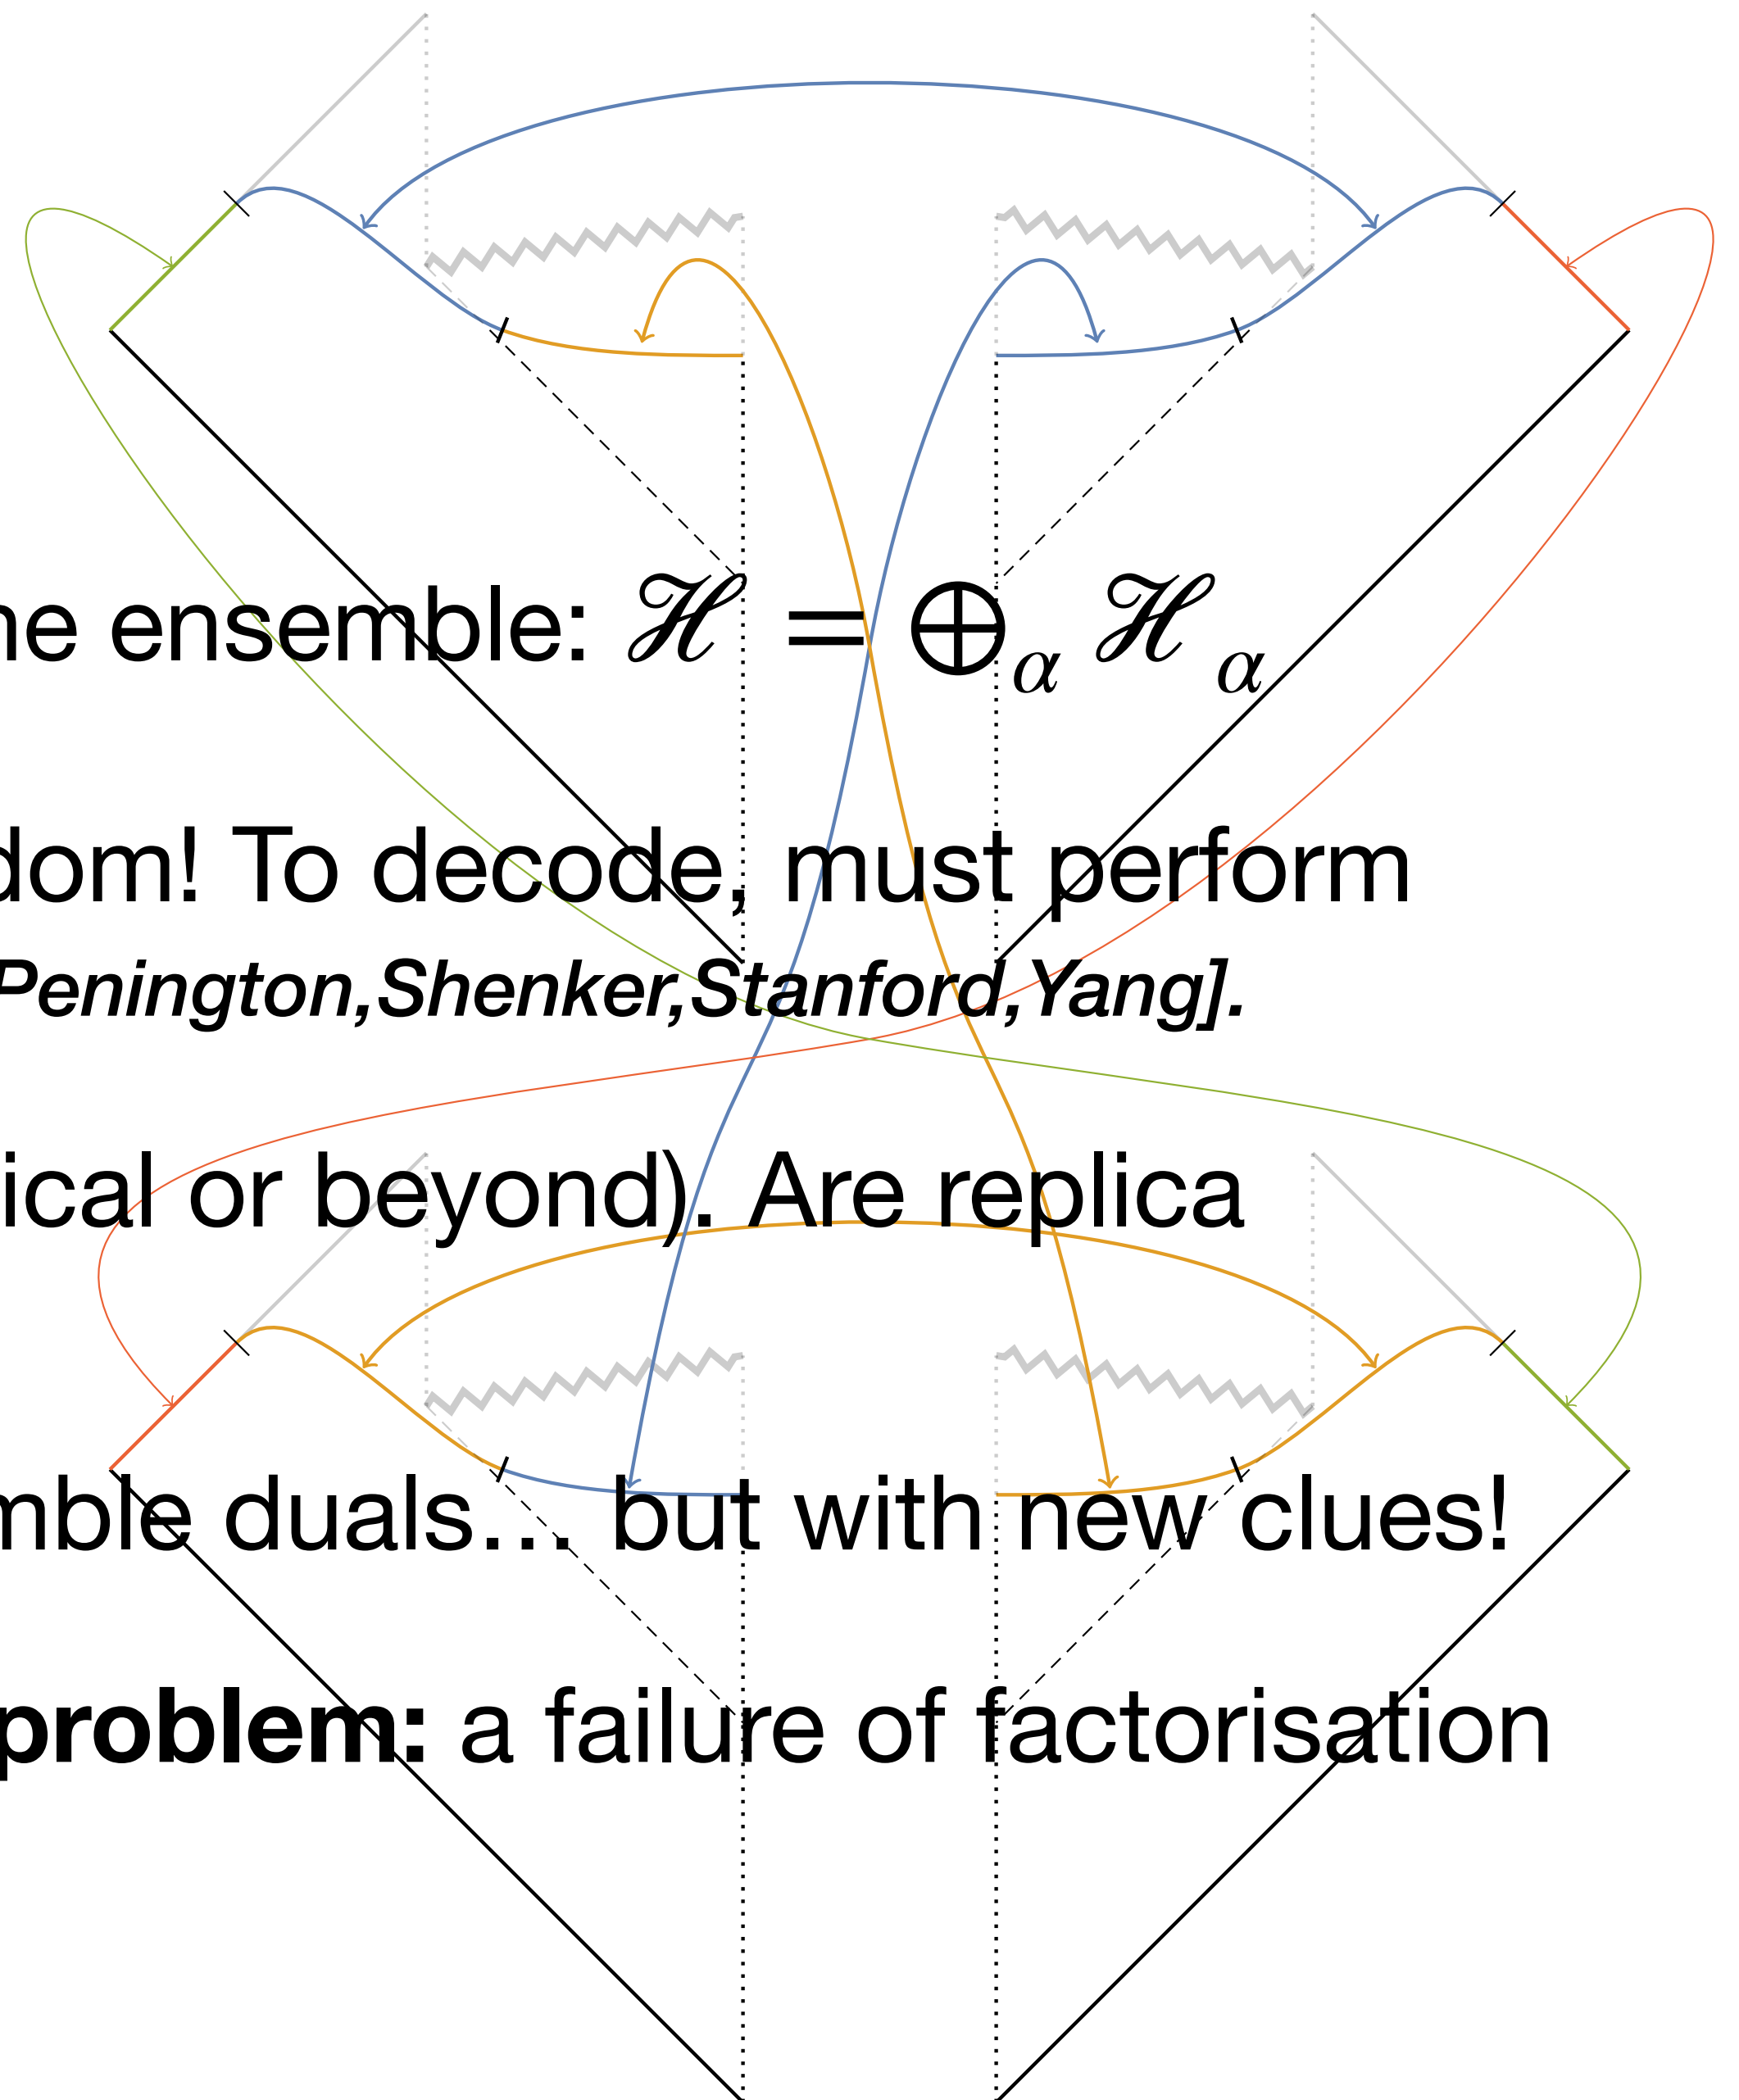 ne ensemble: ℋ = ⊕α ℋα
dom! To decode, must perform
Penington,Shenker,Stanford,Yang].
ical or beyond). Are replica
mble duals… but with new clues!
problem: a failure of factorisation